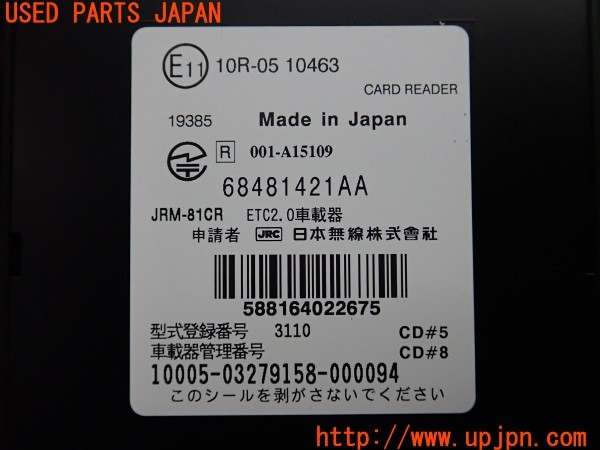 USED PARTS JAPAN
E11 10R-05 10463
CARD READER
19385 Made in Japan
R 001-A15109
68481421AA
JRM-81CR ETC2.0車載器
申請者 JRC 日本無線株式會社
588164022675
型式登録番号 3110 CD#5
車載器管理番号 CD#8
10005-03279158-000094
このシールを剥がさないでください
http://www.upjpn.com